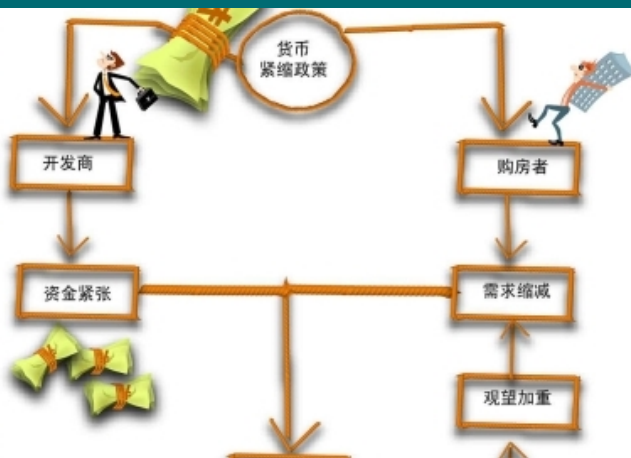 货币
紧缩政策
开发商
购房者
资金紧张
需求缩减
观望加重